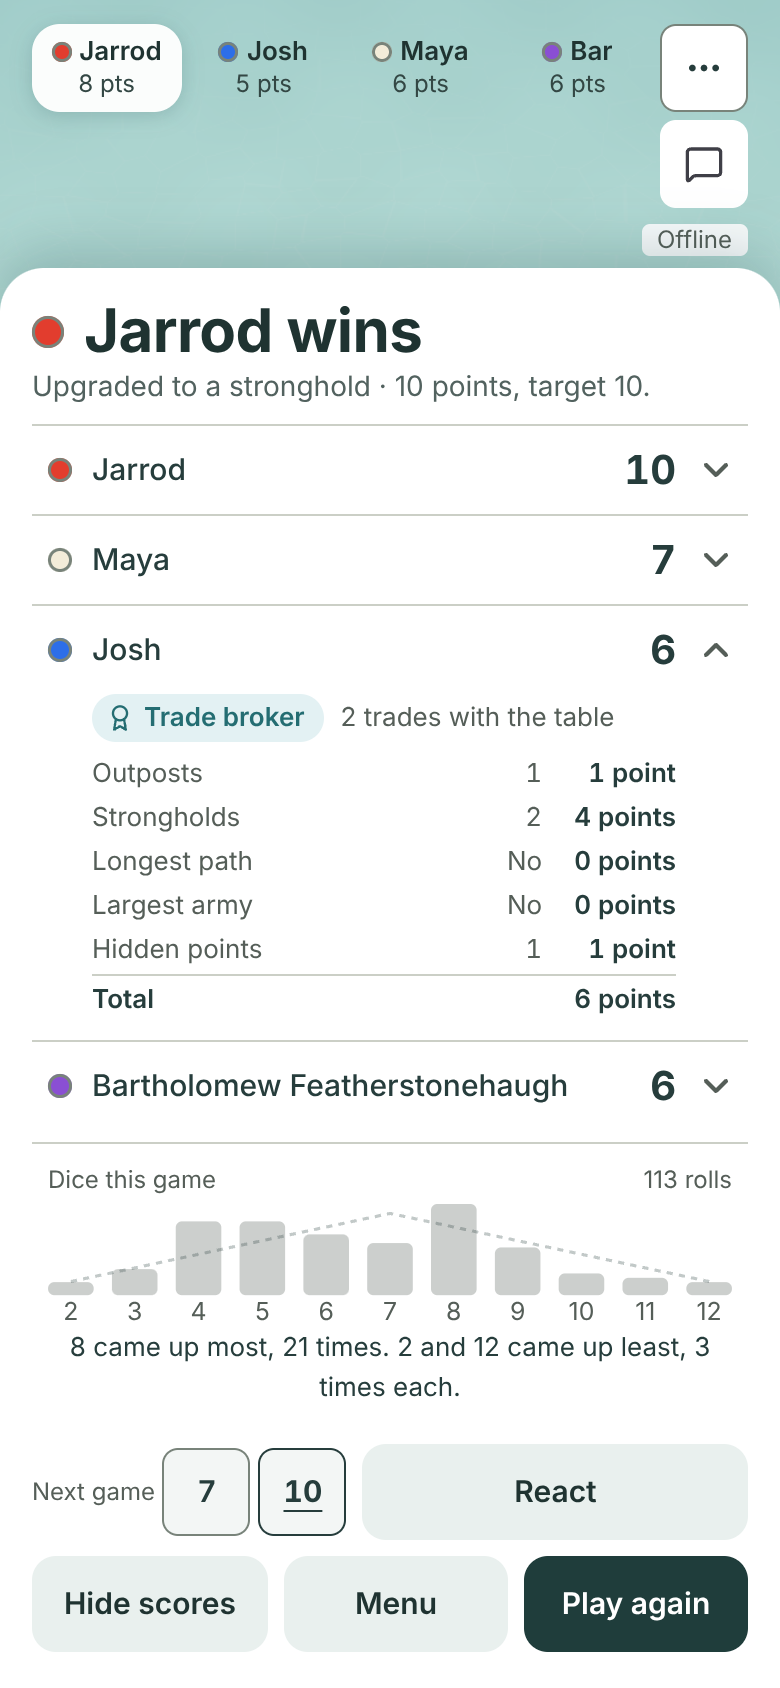 Jarrod
8 pts
Josh
5 pts
Maya
6 pts
Bar
6 pts
Offline
Jarrod wins
Upgraded to a stronghold · 10 points, target 10.
Jarrod 10
Maya 7
Josh 6
Trade broker 2 trades with the table
Outposts 1 1 point
Strongholds 2 4 points
Longest path No 0 points
Largest army No 0 points
Hidden points 1 1 point
Total 6 points
Bartholomew Featherstonehaugh 6
Dice this game 113 rolls
2 3 4 5 6 7 8 9 10 11 12
8 came up most, 21 times. 2 and 12 came up least, 3
times each.
Next game 7 10 React
Hide scores Menu Play again